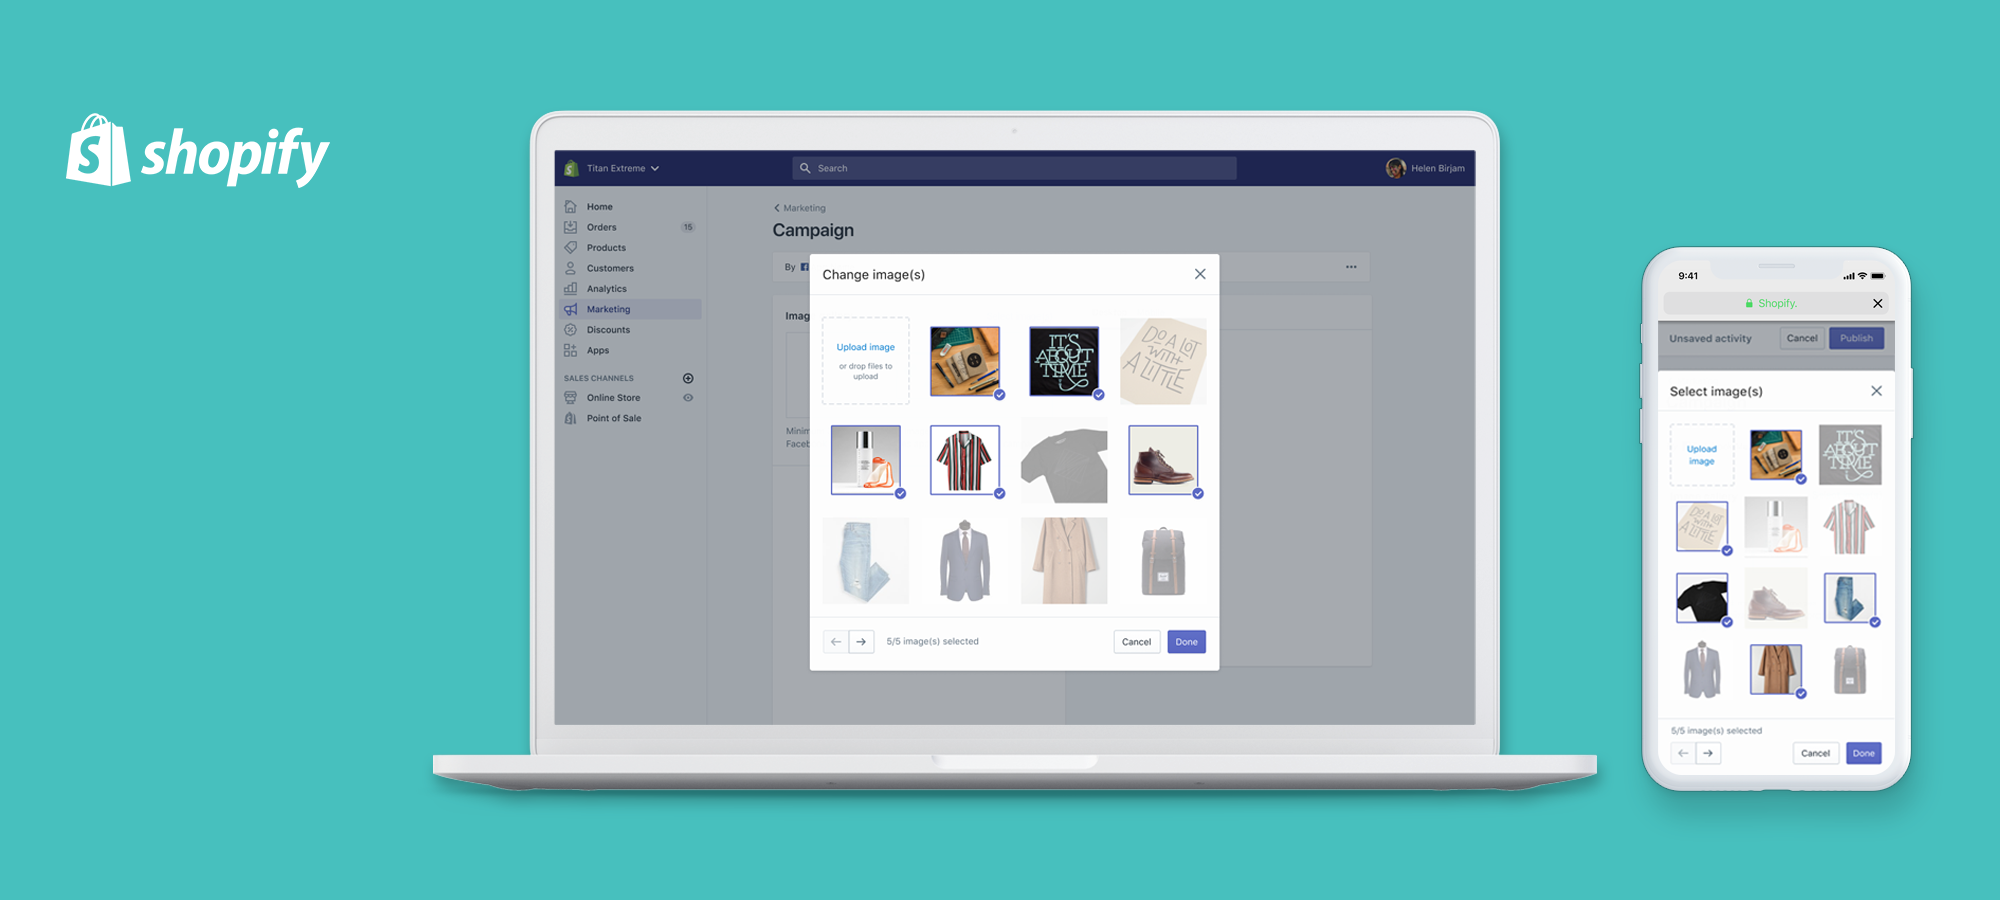 shopify
Titan Extreme
Search
Helen Birjam
Home
Orders
15
Products
Customers
Analytics
Marketing
Discounts
Apps
SALES CHANNELS
Online Store
Point of Sale
Marketing
Campaign
By
Imag
Minim
Faceb
Change image(s)
Upload image
or drop files to
upload
IT'S
ABOUT
TIME
DO A LOT
WITH
A LITTLE
5/5 image(s) selected
Cancel
Done
9:41
Shopify.
Unsaved activity
Cancel
Publish
Select image(s)
Upload
image
IT'S
ABOUT
TIME
DO A LOT
WITH
A LITTLE
5/5 image(s) selected
Cancel
Done